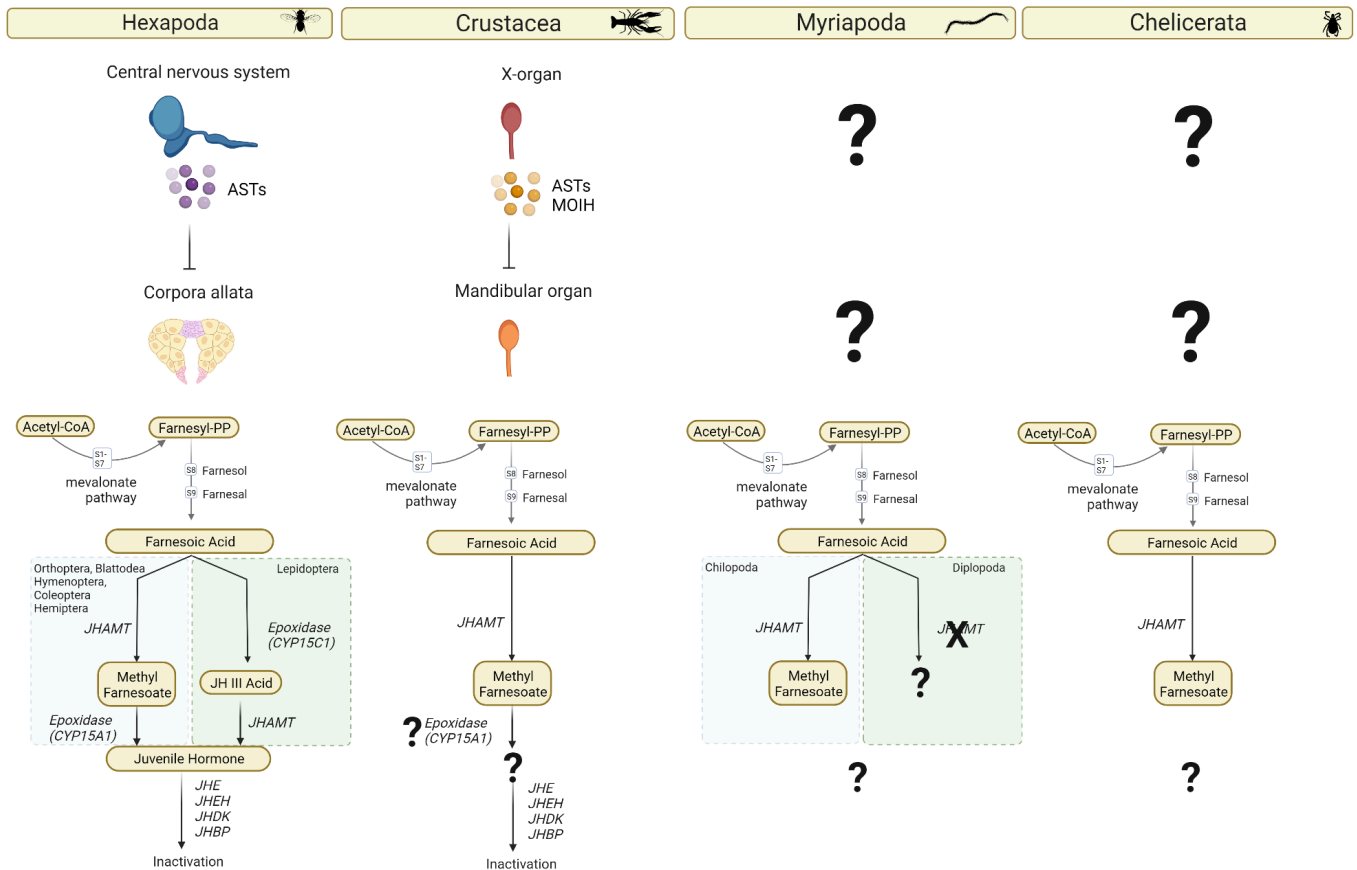 Hexapoda
Crustacea
Myriapoda
Chelicerata
Central nervous system
ASTs
Corpora allata
Acetyl-CoA
Farnesyl-PP
S1-
S7
mevalonate
pathway
S8
Farnesol
S9
Farnesal
Farnesoic Acid
Orthoptera, Blattodea
Hymenoptera,
Coleoptera
Hemiptera
Lepidoptera
JHAMT
Epoxidase
(CYP15C1)
Methyl
Farnesoate
JH III Acid
Epoxidase
(CYP15A1)
JHAMT
Juvenile Hormone
JHE
JHEH
JHDK
JHBP
Inactivation
X-organ
ASTs
MOIH
Mandibular organ
Acetyl-CoA
Farnesyl-PP
S1-
S7
mevalonate
pathway
S8
Farnesol
S9
Farnesal
Farnesoic Acid
JHAMT
Methyl
Farnesoate
?
Epoxidase
(CYP15A1)
?
JHE
JHEH
JHDK
JHBP
Inactivation
?
?
Acetyl-CoA
Farnesyl-PP
S1-
S7
mevalonate
pathway
S8
Farnesol
S9
Farnesal
Farnesoic Acid
Chilopoda
Diplopoda
JHAMT
JHAMT
X
Methyl
Farnesoate
?
?
?
?
Acetyl-CoA
Farnesyl-PP
S1-
S7
mevalonate
pathway
S8
Farnesol
S9
Farnesal
Farnesoic Acid
JHAMT
Methyl
Farnesoate
?